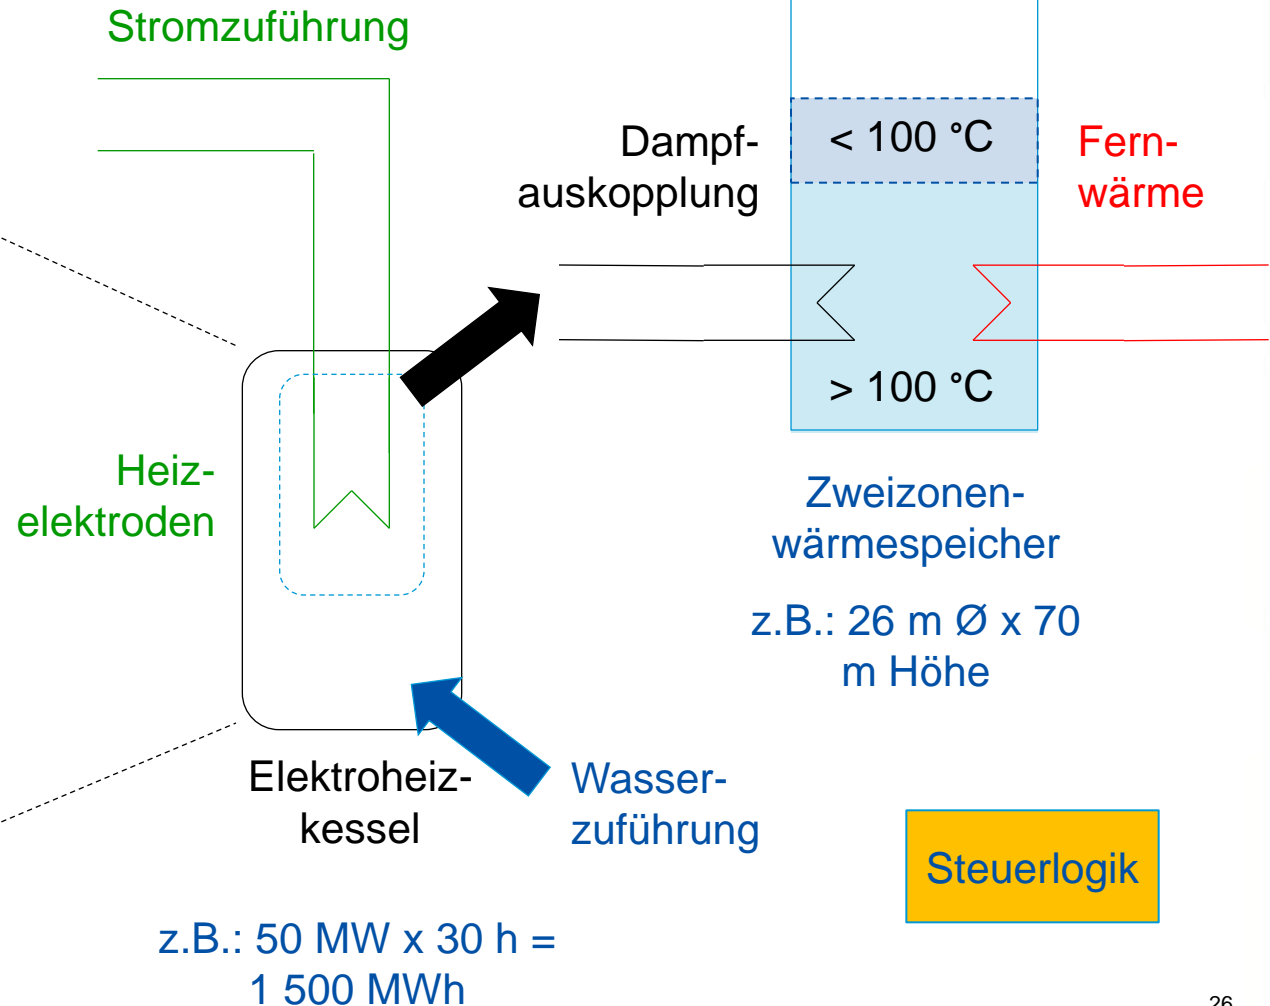 Stromzuführung
Dampf-
auskopplung
< 100 °C
Fern-
wärme
> 100 °C
Heiz-
elektroden
Zweizonen-
wärmespeicher
z.B.: 26 m Ø x 70
m Höhe
Elektroheiz-
kessel
Wasser-
zuführung
Steuerlogik
z.B.: 50 MW x 30 h =
1 500 MWh
26